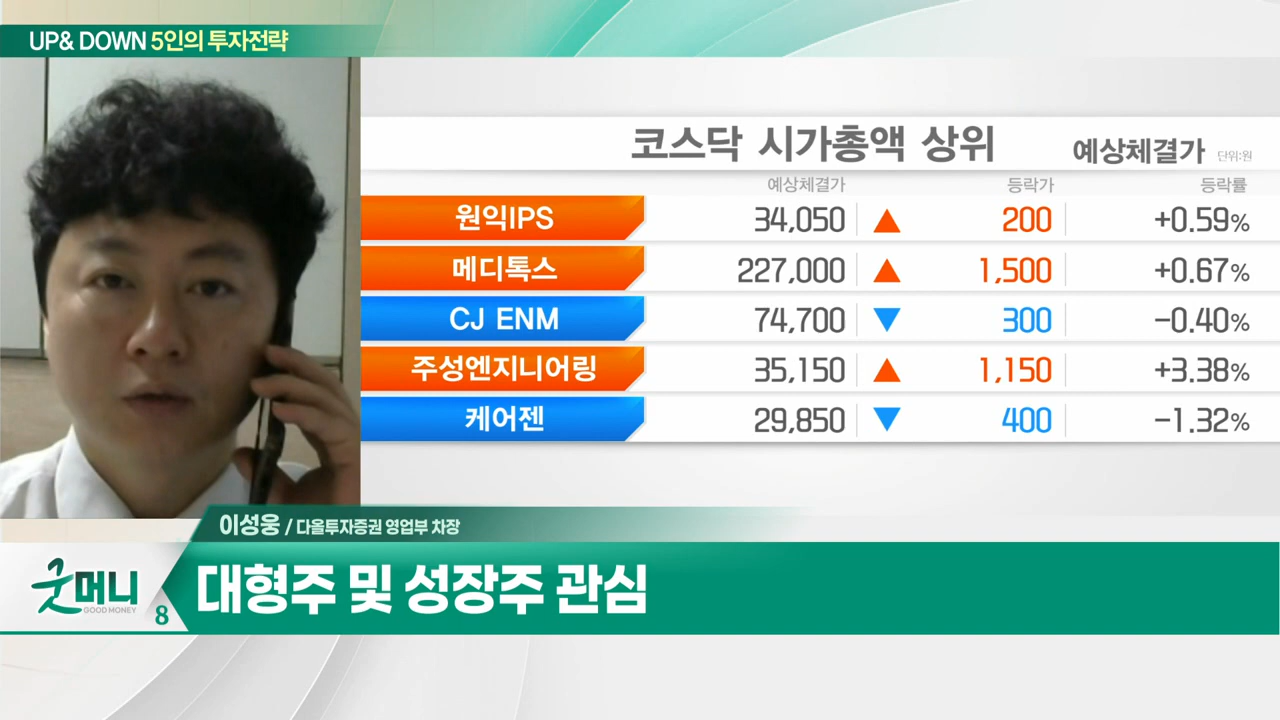 UP& DOWN 5인의 투자전략
코스닥 시가총액 상위 예상체결가 단위:원
예상체결가 등락가 등락률
원익IPS 34,050 ▲ 200 +0.59%
메디톡스 227,000 ▲ 1,500 +0.67%
CJ ENM 74,700 ▼ 300 -0.40%
주성엔지니어링 35,150 ▲ 1,150 +3.38%
케어젠 29,850 ▼ 400 -1.32%
이성웅 / 다올투자증권 영업부 차장
굿머니
GOOD MONEY
8
대형주 및 성장주 관심